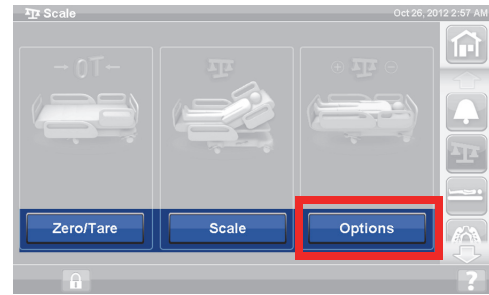 Scale
Oct 26, 2012 2:57 AM
→ 0T ←
Zero/Tare
Scale
Options
?